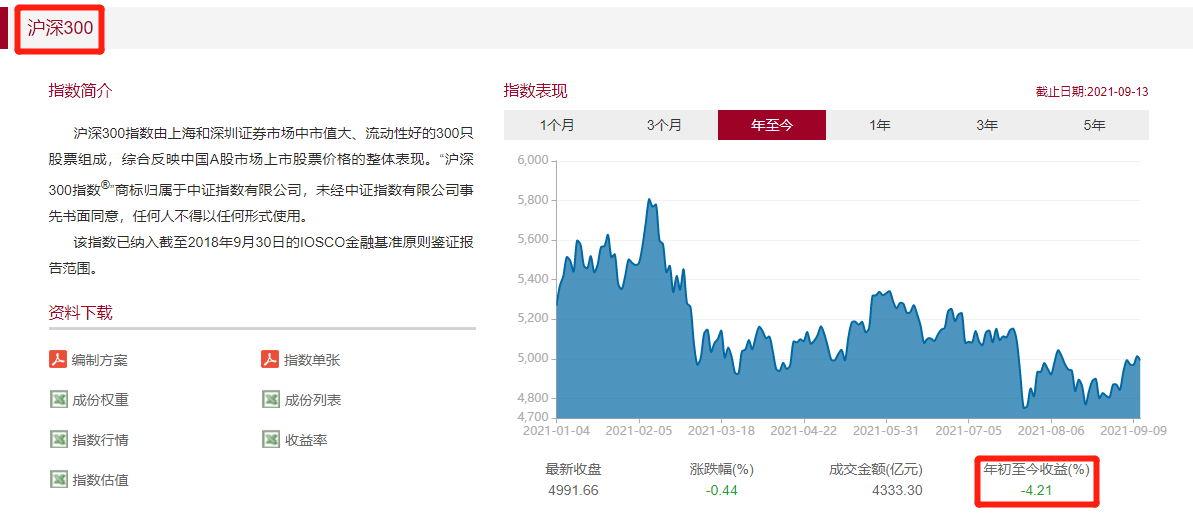 沪深300
指数简介
沪深300指数由上海和深圳证券市场中市值大、流动性好的300只
股票组成，综合反映中国A股市场上市股票价格的整体表现。“沪深
300指数®”商标归属于中证指数有限公司，未经中证指数有限公司事
先书面同意，任何人不得以任何形式使用。
该指数已纳入截至2018年9月30日的IOSCO金融基准原则鉴证报
告范围。
资料下载
编制方案 指数单张
成份权重 成份列表
指数行情 收益率
指数估值
指数表现 截止日期:2021-09-13
1个月 3个月 年至今 1年 3年 5年
6,000
5,800
5,600
5,400
5,200
5,000
4,800
4,700
2021-01-04 2021-02-05 2021-03-18 2021-04-22 2021-05-31 2021-07-05 2021-08-06 2021-09-09
最新收盘 涨跌幅(%) 成交金额(亿元) 年初至今收益(%)
4991.66 -0.44 4333.30 -4.21